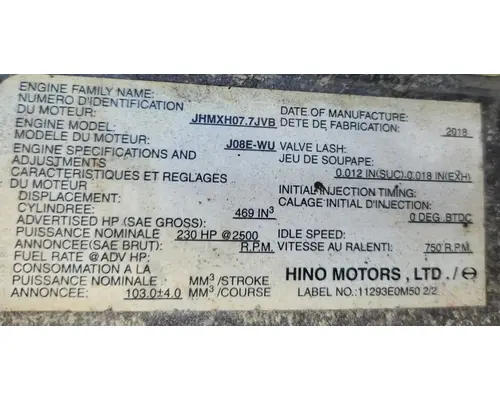 ENGINE FAMILY NAME:
NUMERO D'IDENTIFICATION
DU MOTEUR: JHMXH07.7JVB
ENGINE MODEL:
MODELE DU MOTEUR: J08E-WU
ENGINE SPECIFICATIONS AND
ADJUSTMENTS
CARACTERISTIQUES ET REGLAGES
DU MOTEUR
DISPLACEMENT:
CYLINDREE: 469 IN³
ADVERTISED HP (SAE GROSS):
PUISSANCE NOMINALE 230 HP @2500
ANNONCEE(SAE BRUT): R.P.M.
FUEL RATE @ADV HP:
CONSOMMATION A LA
PUISSANCE NOMINALE : MM³/STROKE
ANNONCEE: 103.0±4.0 MM³/COURSE
DATE OF MANUFACTURE:
DETE DE FABRICATION: 2018
VALVE LASH:
JEU DE SOUPAPE:
0.012 IN(SUC).0.018 IN(EXH)
INITIAL INJECTION TIMING:
CALAGE INITIAL D'INJECTION:
0 DEG. BTDC
IDLE SPEED:
VITESSE AU RALENTI: 750 R.P.M.
HINO MOTORS , LTD. /
LABEL NO.:11293E0M50 2/2